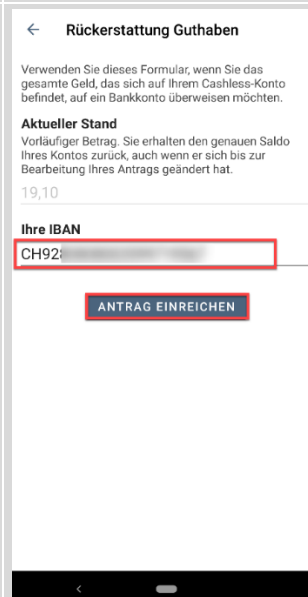 Rückerstattung Guthaben
Verwenden Sie dieses Formular, wenn Sie das
gesamte Geld, das sich auf Ihrem Cashless-Konto
befindet, auf ein Bankkonto überweisen möchten.
Aktueller Stand
Vorläufiger Betrag. Sie erhalten den genauen Saldo
Ihres Kontos zurück, auch wenn er sich bis zur
Bearbeitung Ihres Antrags geändert hat.
19,10
Ihre IBAN
CH928
ANTRAG EINREICHEN